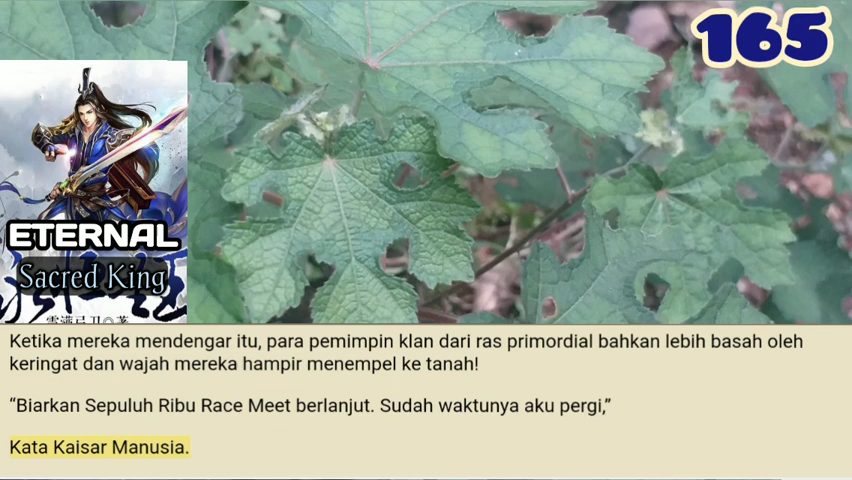 165
ETERNAL
Sacred King
Ketika mereka mendengar itu, para pemimpin klan dari ras primordial bahkan lebih basah oleh
keringat dan wajah mereka hampir menempel ke tanah!
“Biarkan Sepuluh Ribu Race Meet berlanjut. Sudah waktunya aku pergi,”
Kata Kaisar Manusia.